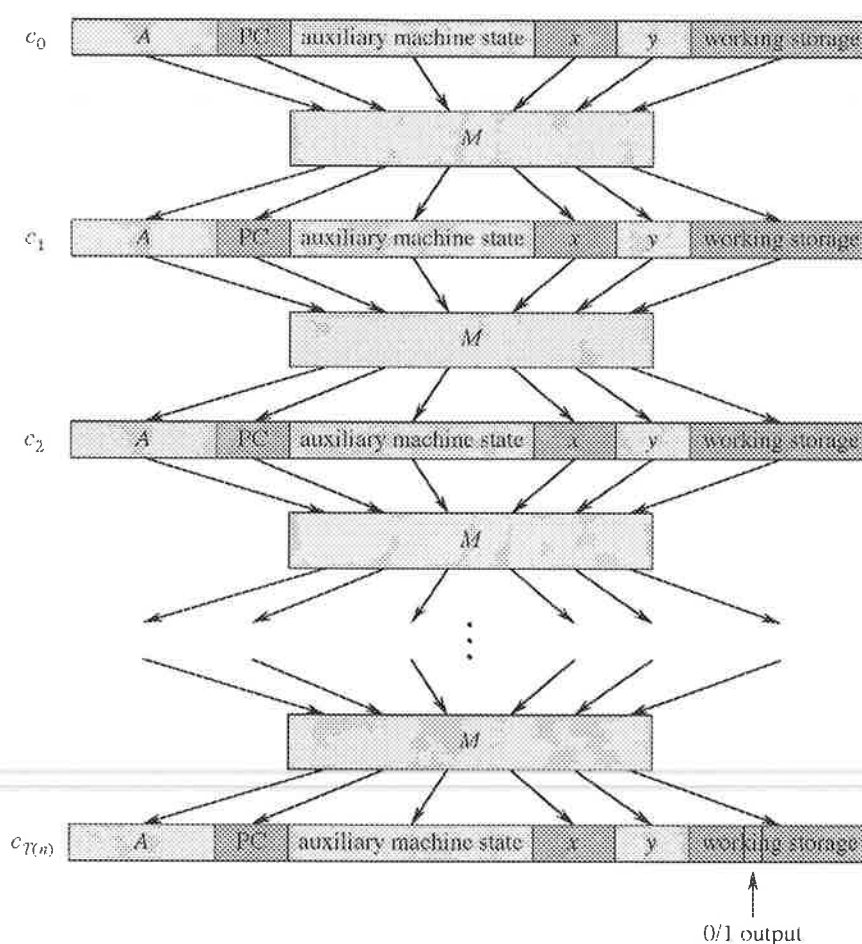 c0 A PC auxiliary machine state x y working storage
M
c1 A PC auxiliary machine state x y working storage
M
c2 A PC auxiliary machine state x y working storage
M
⋮
M
cT(n) A PC auxiliary machine state x y working storage
0/1 output